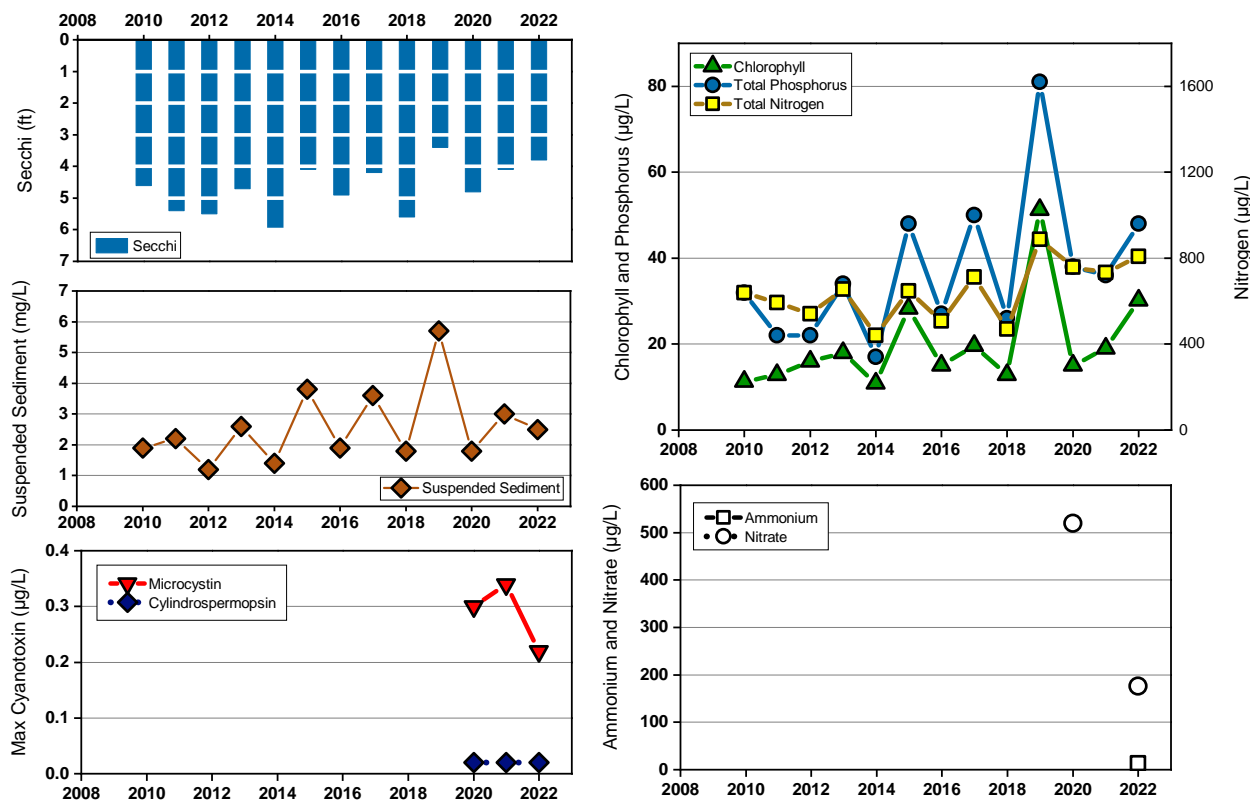 2008 2010 2012 2014 2016 2018 2020 2022
0
1
2
3
4
5
6
7
Secchi (ft)
Secchi
7
6
5
4
3
2
1
0
Suspended Sediment (mg/L)
Suspended Sediment
2008 2010 2012 2014 2016 2018 2020 2022
0.4
0.3
0.2
0.1
0.0
Max Cyanotoxin (µg/L)
Microcystin
Cylindrospermopsin
2008 2010 2012 2014 2016 2018 2020 2022
80
60
40
20
0
Chlorophyll and Phosphorus (µg/L)
Chlorophyll
Total Phosphorus
Total Nitrogen
1600
1200
800
400
0
Nitrogen (µg/L)
2008 2010 2012 2014 2016 2018 2020 2022
600
500
400
300
200
100
0
Ammonium and Nitrate (µg/L)
Ammonium
Nitrate
2008 2010 2012 2014 2016 2018 2020 2022